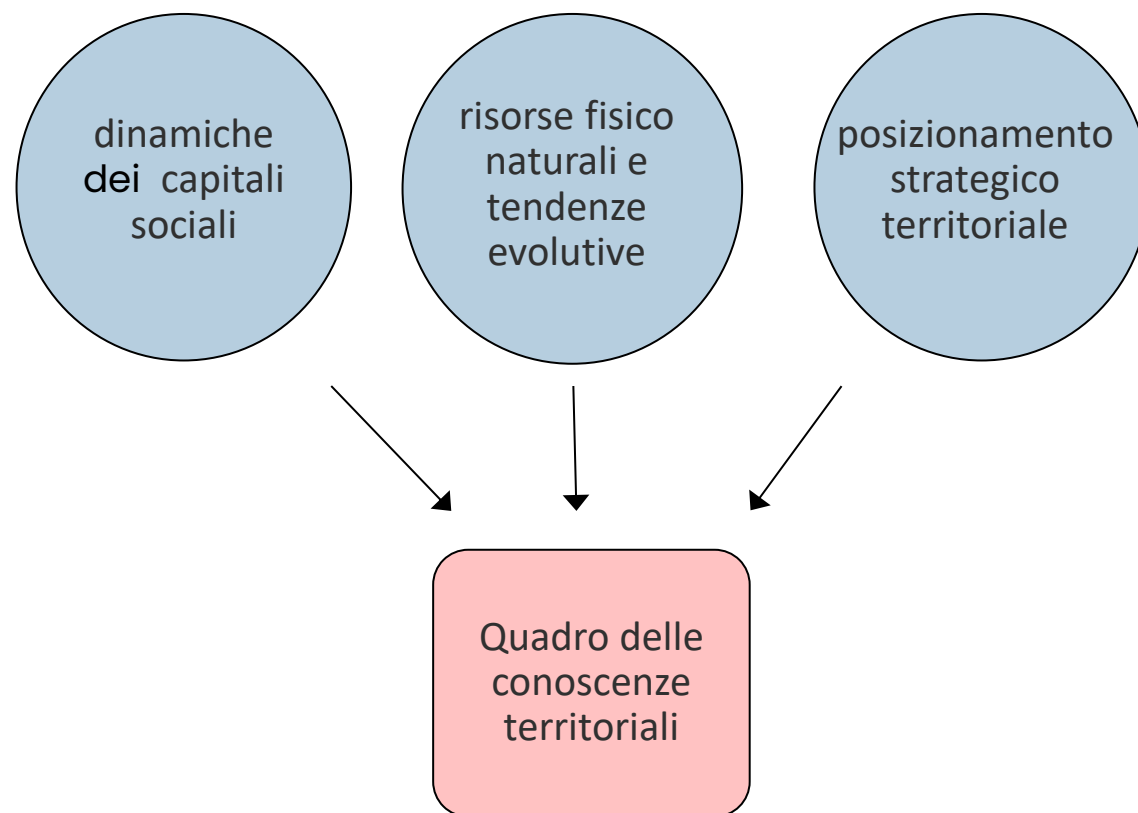 dinamiche
dei capitali
sociali
risorse fisico
naturali e
tendenze
evolutive
posizionamento
strategico
territoriale
Quadro delle
conoscenze
territoriali